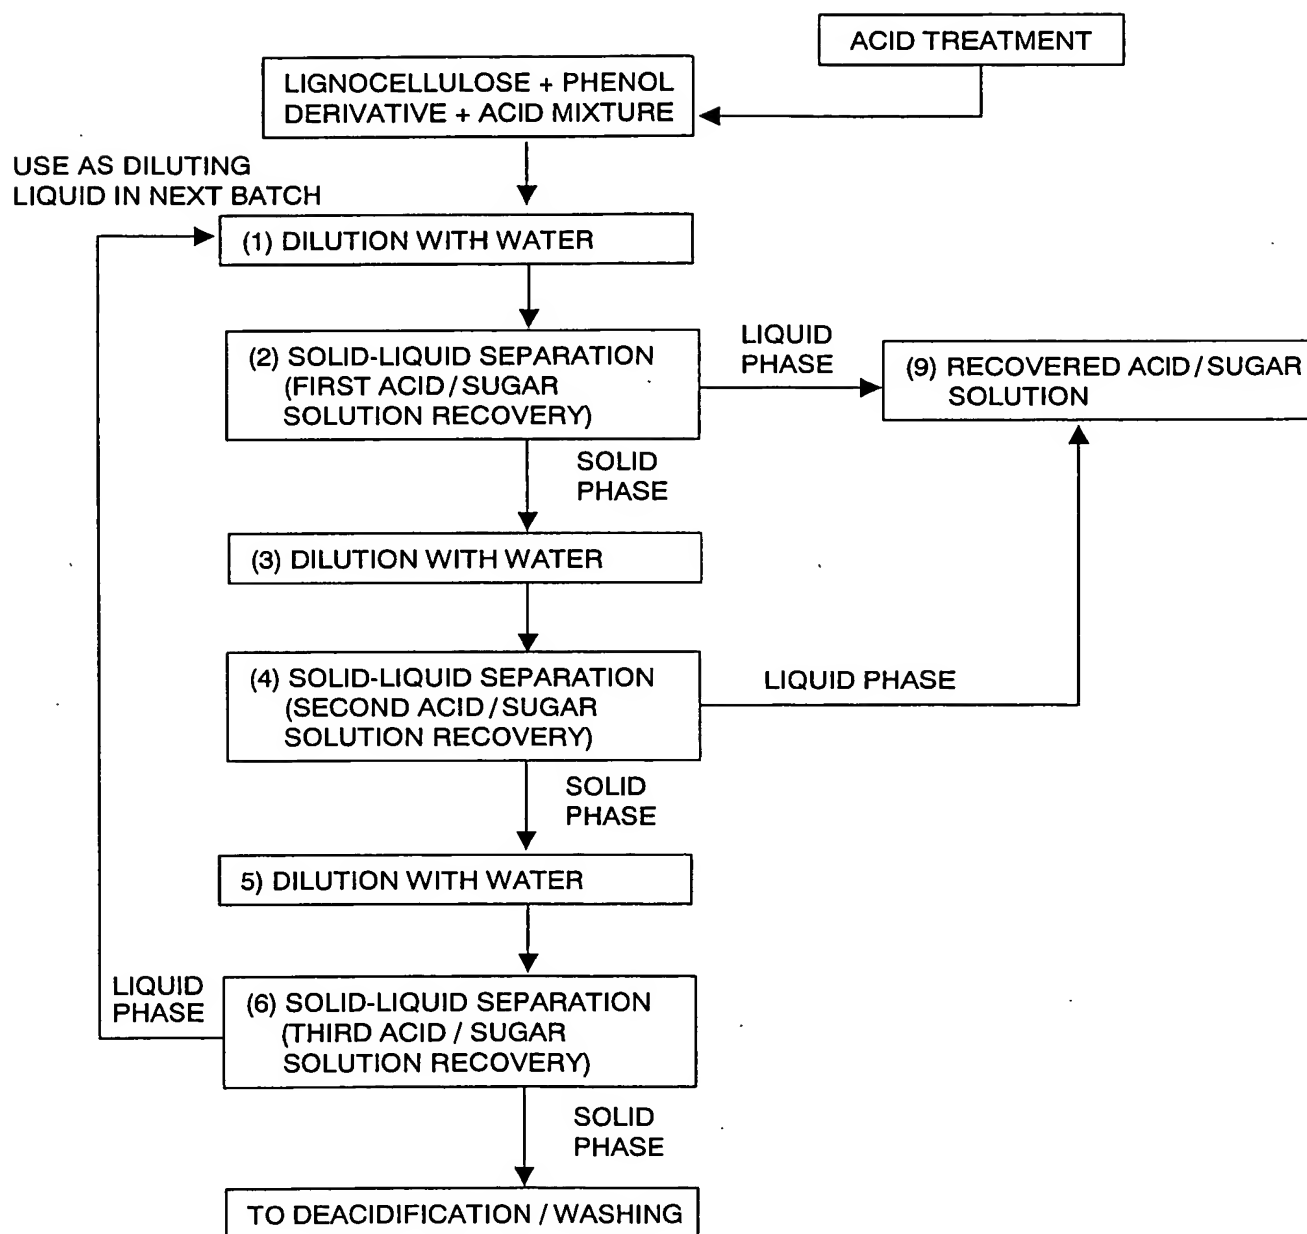 ACID TREATMENT
LIGNOCELLULOSE + PHENOL
DERIVATIVE + ACID MIXTURE
USE AS DILUTING
LIQUID IN NEXT BATCH
(1) DILUTION WITH WATER
(2) SOLID-LIQUID SEPARATION
(FIRST ACID / SUGAR
SOLUTION RECOVERY)
LIQUID
PHASE
(9) RECOVERED ACID / SUGAR
SOLUTION
SOLID
PHASE
(3) DILUTION WITH WATER
(4) SOLID-LIQUID SEPARATION
(SECOND ACID / SUGAR
SOLUTION RECOVERY)
LIQUID PHASE
SOLID
PHASE
5) DILUTION WITH WATER
LIQUID
PHASE
(6) SOLID-LIQUID SEPARATION
(THIRD ACID / SUGAR
SOLUTION RECOVERY)
SOLID
PHASE
TO DEACIDIFICATION / WASHING